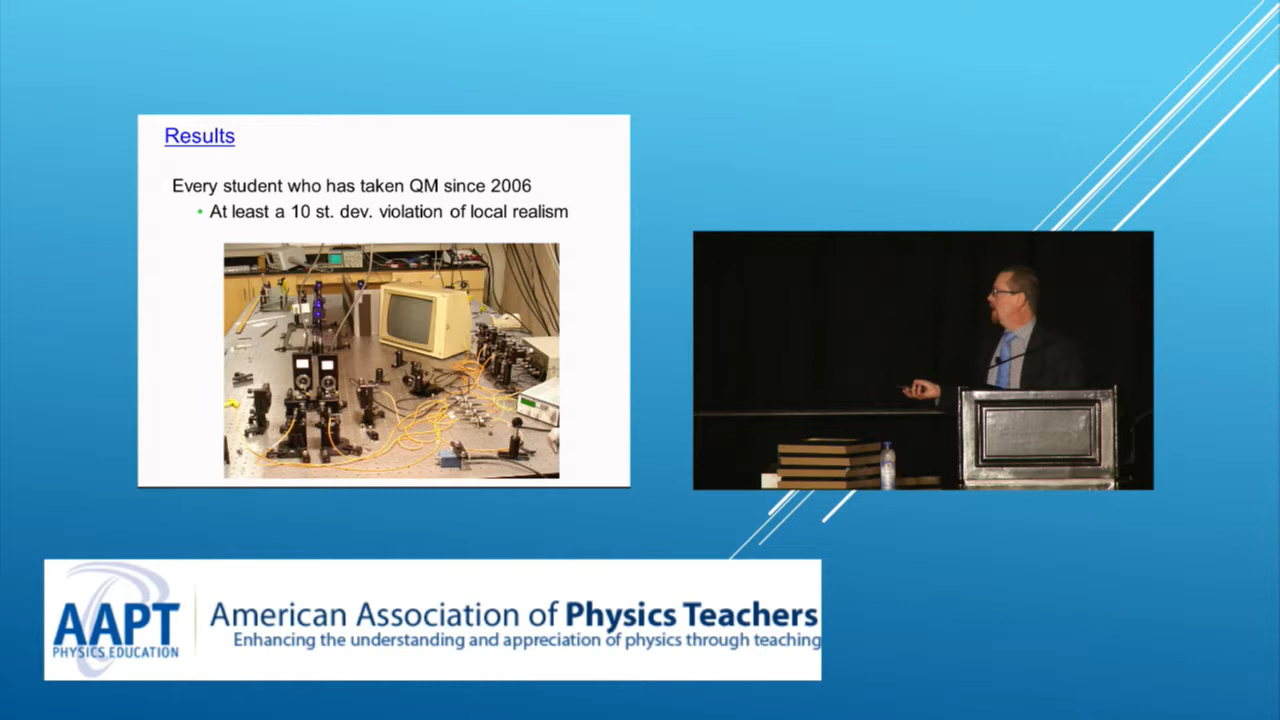 Results
Every student who has taken QM since 2006
• At least a 10 st. dev. violation of local realism
AAPT
PHYSICS EDUCATION
American Association of Physics Teachers
Enhancing the understanding and appreciation of physics through teaching